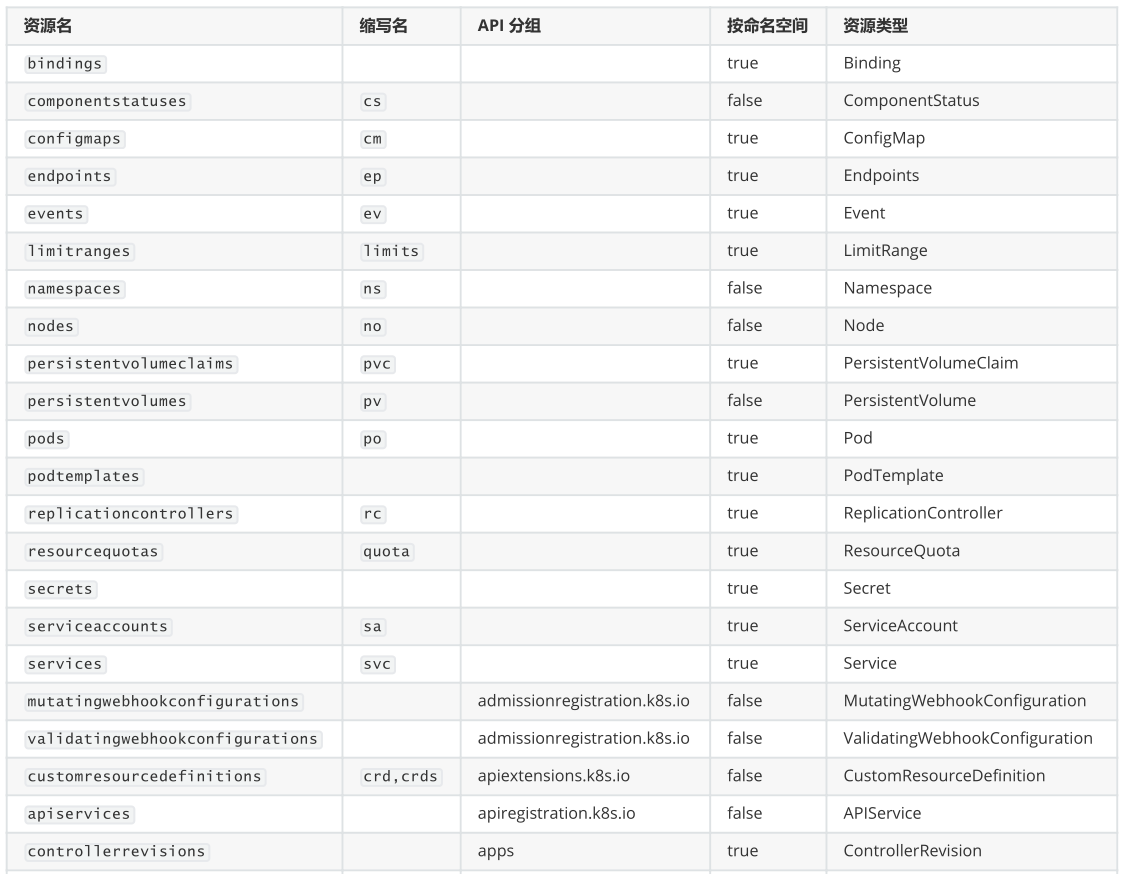 资源名 缩写名 API 分组 按命名空间 资源类型
bindings true Binding
componentstatuses cs false ComponentStatus
configmaps cm true ConfigMap
endpoints ep true Endpoints
events ev true Event
limitranges limits true LimitRange
namespaces ns false Namespace
nodes no false Node
persistentvolumeclaims pvc true PersistentVolumeClaim
persistentvolumes pv false PersistentVolume
pods po true Pod
podtemplates true PodTemplate
replicationcontrollers rc true ReplicationController
resourcequotas quota true ResourceQuota
secrets true Secret
serviceaccounts sa true ServiceAccount
services svc true Service
mutatingwebhookconfigurations admissionregistration.k8s.io false MutatingWebhookConfiguration
validatingwebhookconfigurations admissionregistration.k8s.io false ValidatingWebhookConfiguration
customresourcedefinitions crd,crds apiextensions.k8s.io false CustomResourceDefinition
apiservices apiregistration.k8s.io false APIService
controllerrevisions apps true ControllerRevision